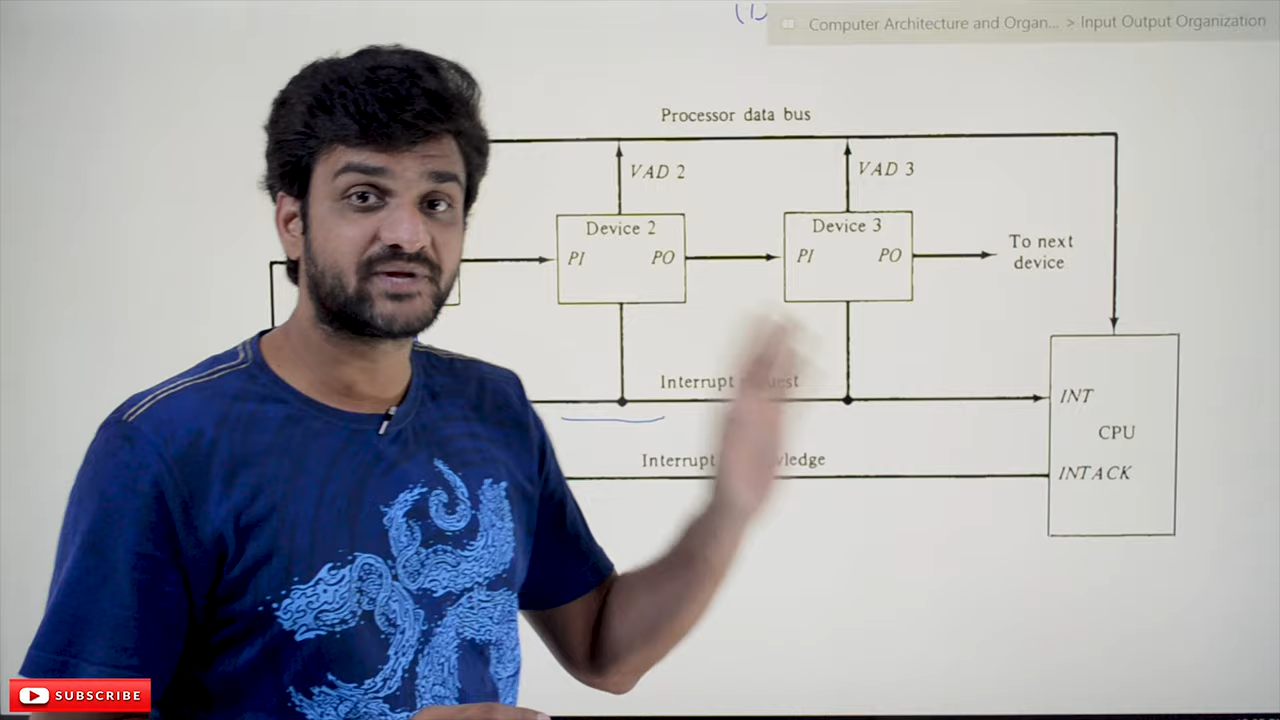 (1)
Computer Architecture and Organ... > Input Output Organization
Processor data bus
VAD 2
VAD 3
Device 2
PI PO
Device 3
PI PO
To next
device
Interrupt
INT
CPU
Interrupt
INTACK
SUBSCRIBE